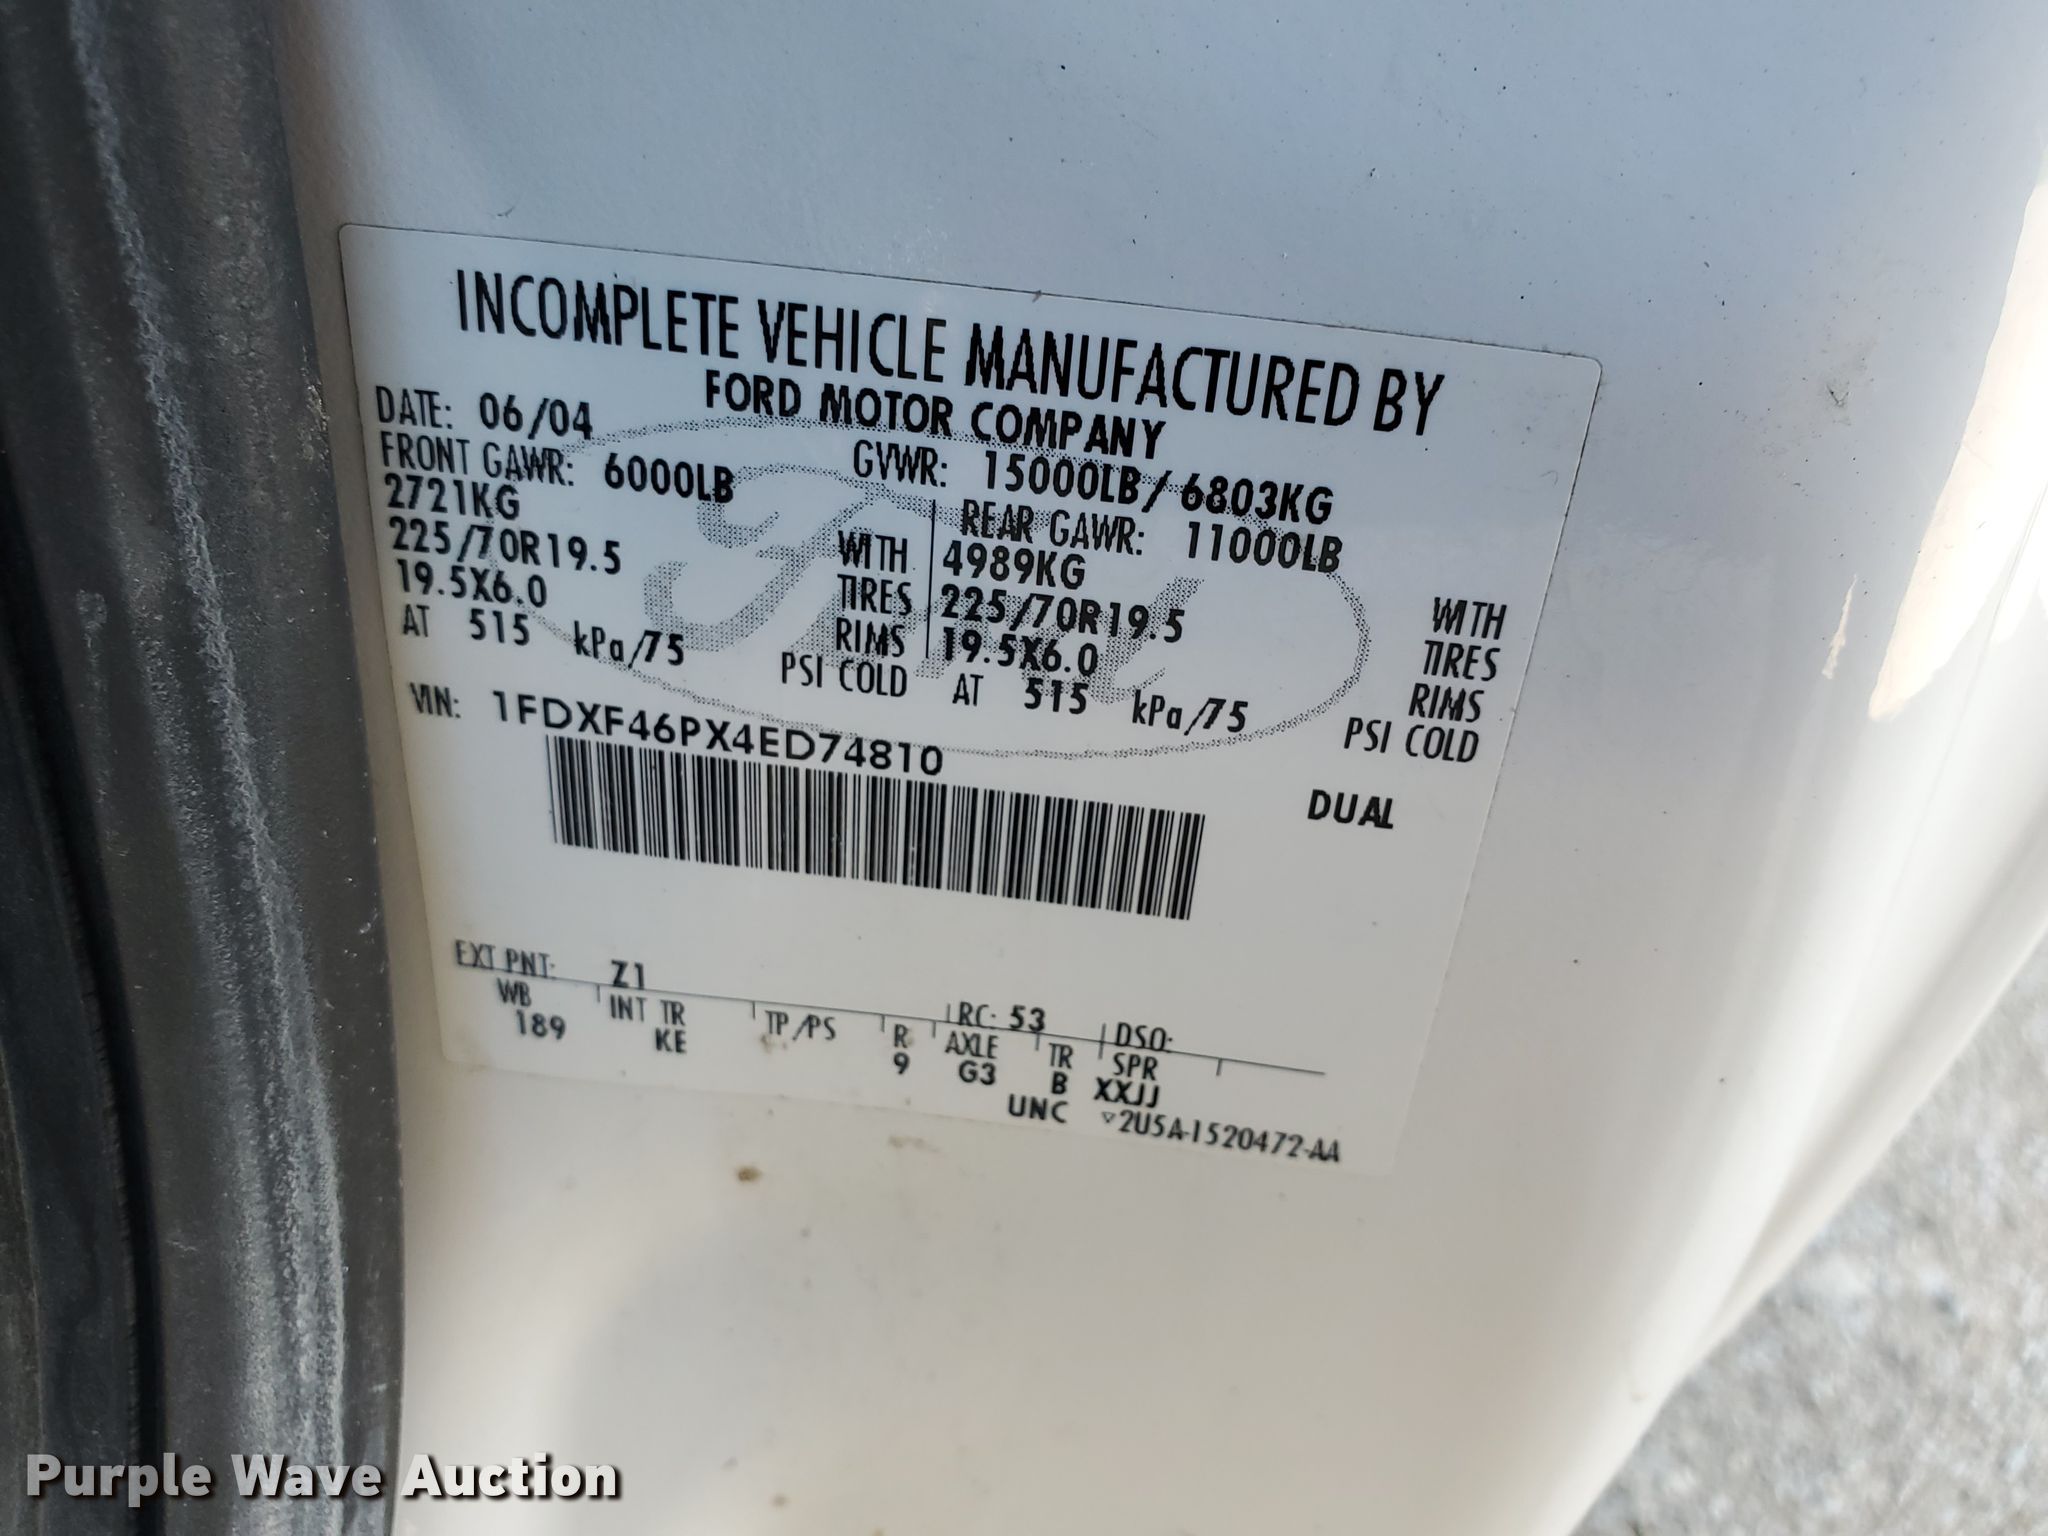 INCOMPLETE VEHICLE MANUFACTURED BY
FORD MOTOR COMPANY
DATE: 06/04 GVWR: 15000LB/ 6803KG
FRONT GAWR: 6000LB REAR GAWR: 11000LB
2721KG WITH 4989KG WITH
225/70R19.5 TIRES 225/70R19.5 TIRES
19.5X6.0 RIMS 19.5X6.0 RIMS
AT 515 kPa/75 PSI COLD AT 515 kPa/75 PSI COLD
VIN: 1FDXF46PX4ED74810
DUAL
EXT PNT: Z1 RC: 53 DSO:
WB INT TR TP/PS R AXLE TR SPR
189 KE 9 G3 B XXJJ
UNC ▽2U5A-1520472-AA
Purple Wave Auction